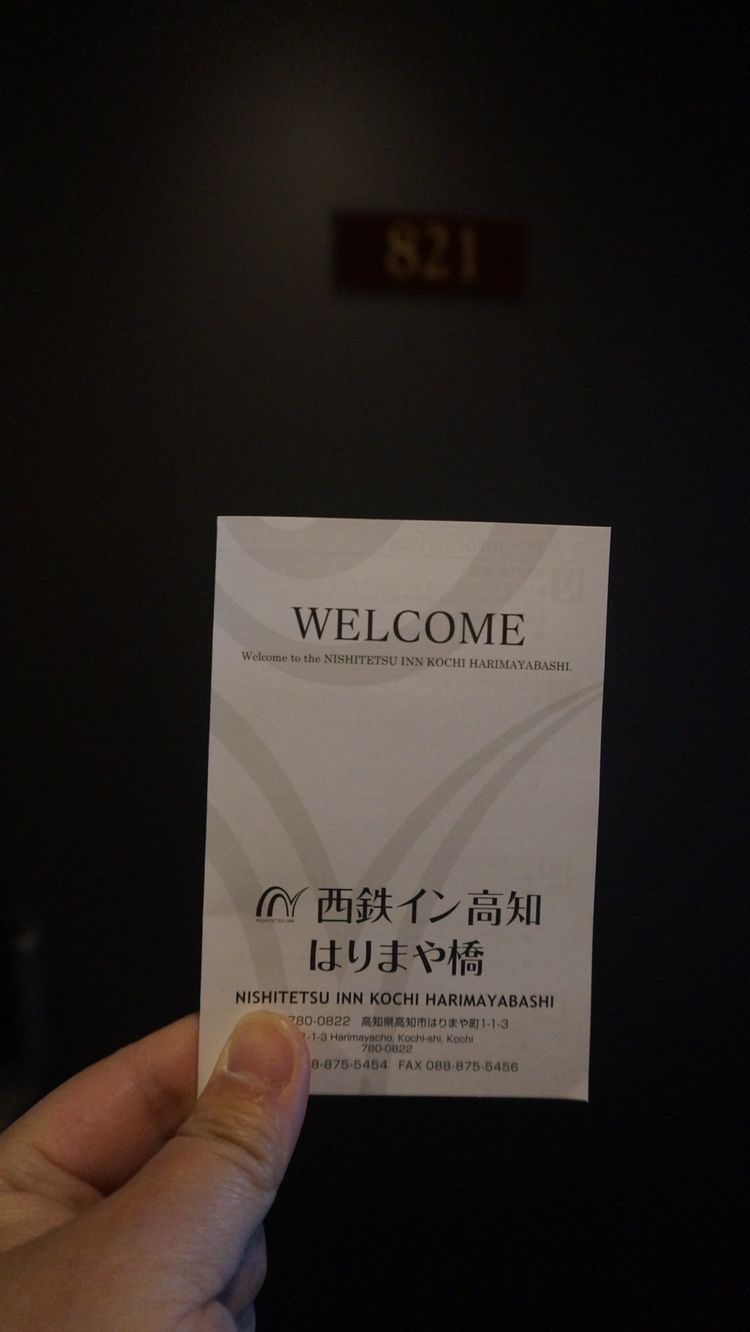 821
WELCOME
Welcome to the NISHITETSU INN KOCHI HARIMAYABASHI.
西鉄イン高知
はりまや橋
NISHITETSU INN KOCHI HARIMAYABASHI
780-0822 高知県高知市はりまや町1-1-3
1-1-3 Harimayacho, Kochi-shi, Kochi
780-0822
8-875-5454 FAX 088-875-5456